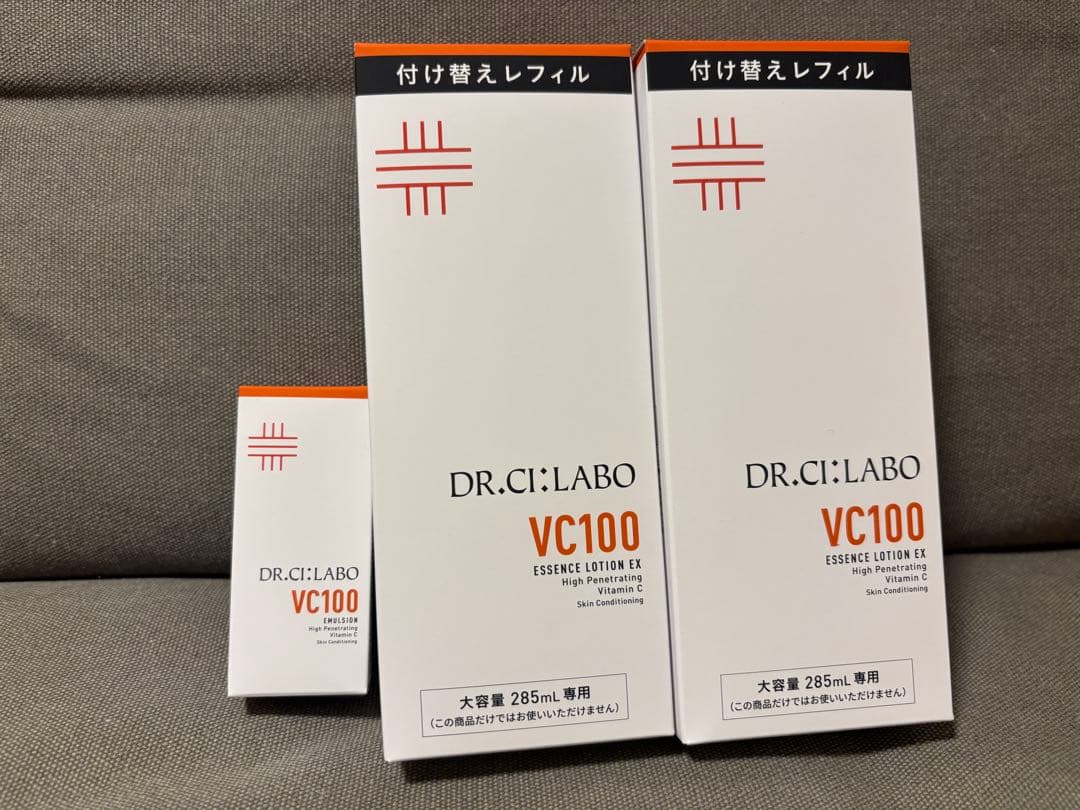 付け替えレフィル
DR.CI:LABO
VC100
ESSENCE LOTION EX
High Penetrating
Vitamin C
Skin Conditioning
大容量 285mL 専用
(この商品だけではお使いいただけません)
付け替えレフィル
DR.CI:LABO
VC100
ESSENCE LOTION EX
High Penetrating
Vitamin C
Skin Conditioning
大容量 285mL 専用
(この商品だけではお使いいただけません)
DR.CI:LABO
VC100
EMULSION
High Penetrating
Vitamin C
Skin Conditioning